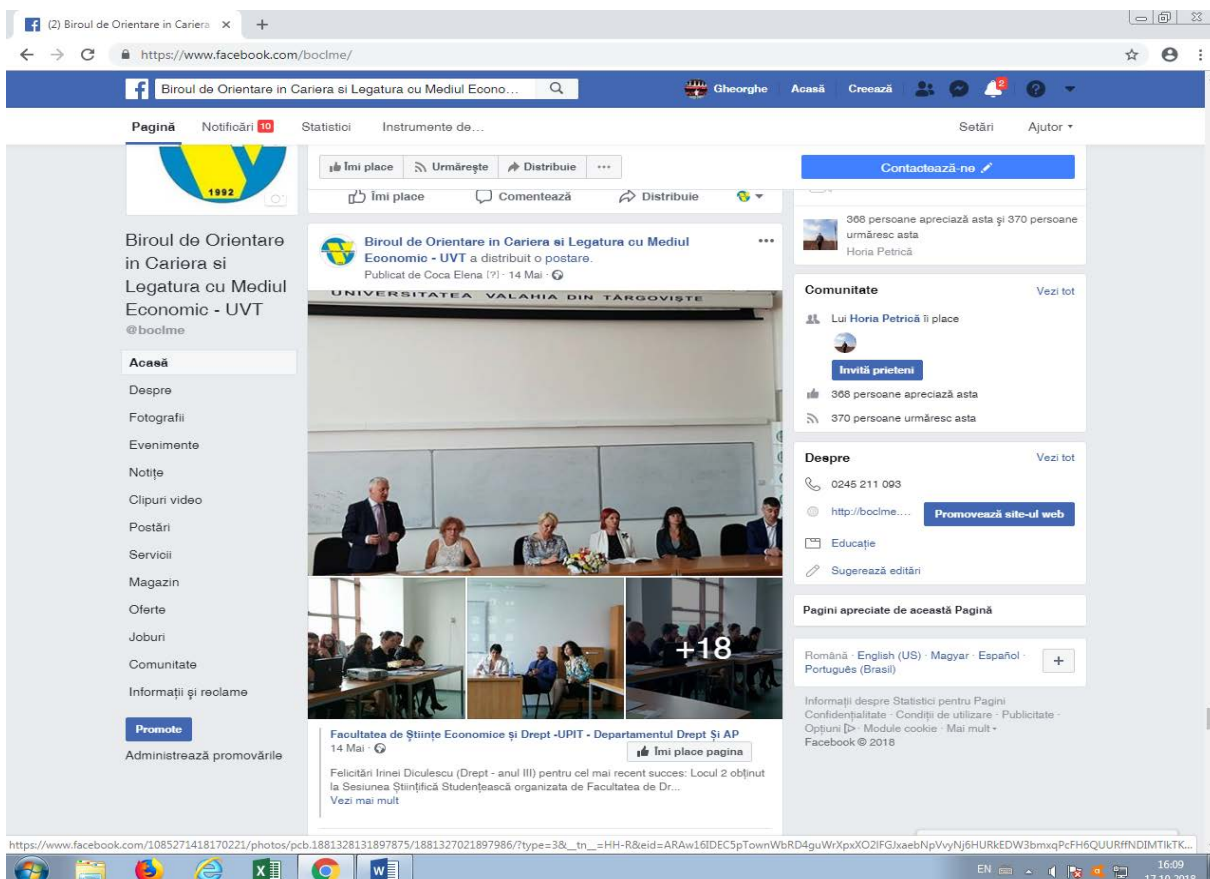 (2) Biroul de Orientare in Cariera
https://www.facebook.com/boclme/
Biroul de Orientare in Cariera si Legatura cu Mediul Econo...
Gheorghe
Acasă
Creează
2
Pagină
Notificări 10
Statistici
Instrumente de...
Setări
Ajutor
1992
Îmi place
Urmărește
Distribuie
Contactează-ne
Îmi place
Comentează
Distribuie
Biroul de Orientare
in Cariera si
Legatura cu Mediul
Economic - UVT
@boclme
Acasă
Despre
Fotografii
Evenimente
Notițe
Clipuri video
Postări
Servicii
Magazin
Oferte
Joburi
Comunitate
Informații și reclame
Promote
Administrează promovările
Biroul de Orientare in Cariera si Legatura cu Mediul
Economic - UVT a distribuit o postare.
Publicat de Coca Elena [?] · 14 Mai ·
UNIVERSITATEA VALAHIA DIN TÂRGOVIȘTE
+18
Facultatea de Științe Economice și Drept -UPIT - Departamentul Drept Și AP
14 Mai ·
Îmi place pagina
Felicitări Irinei Diculescu (Drept - anul III) pentru cel mai recent succes: Locul 2 obținut
la Sesiunea Științifică Studențească organizata de Facultatea de Dr...
Vezi mai mult
368 persoane apreciază asta și 370 persoane
urmăresc asta
Horia Petrică
Comunitate
Vezi tot
Lui Horia Petrică îi place
Invită prieteni
368 persoane apreciază asta
370 persoane urmăresc asta
Despre
Vezi tot
0245 211 093
http://boclme....
Promovează site-ul web
Educație
Sugerează editări
Pagini apreciate de această Pagină
Română · English (US) · Magyar · Español ·
Português (Brasil)
Informații despre Statistici pentru Pagini
Confidențialitate · Condiții de utilizare · Publicitate ·
Opțiuni · Module cookie · Mai mult
Facebook © 2018
EN
16:09
17.10.2018